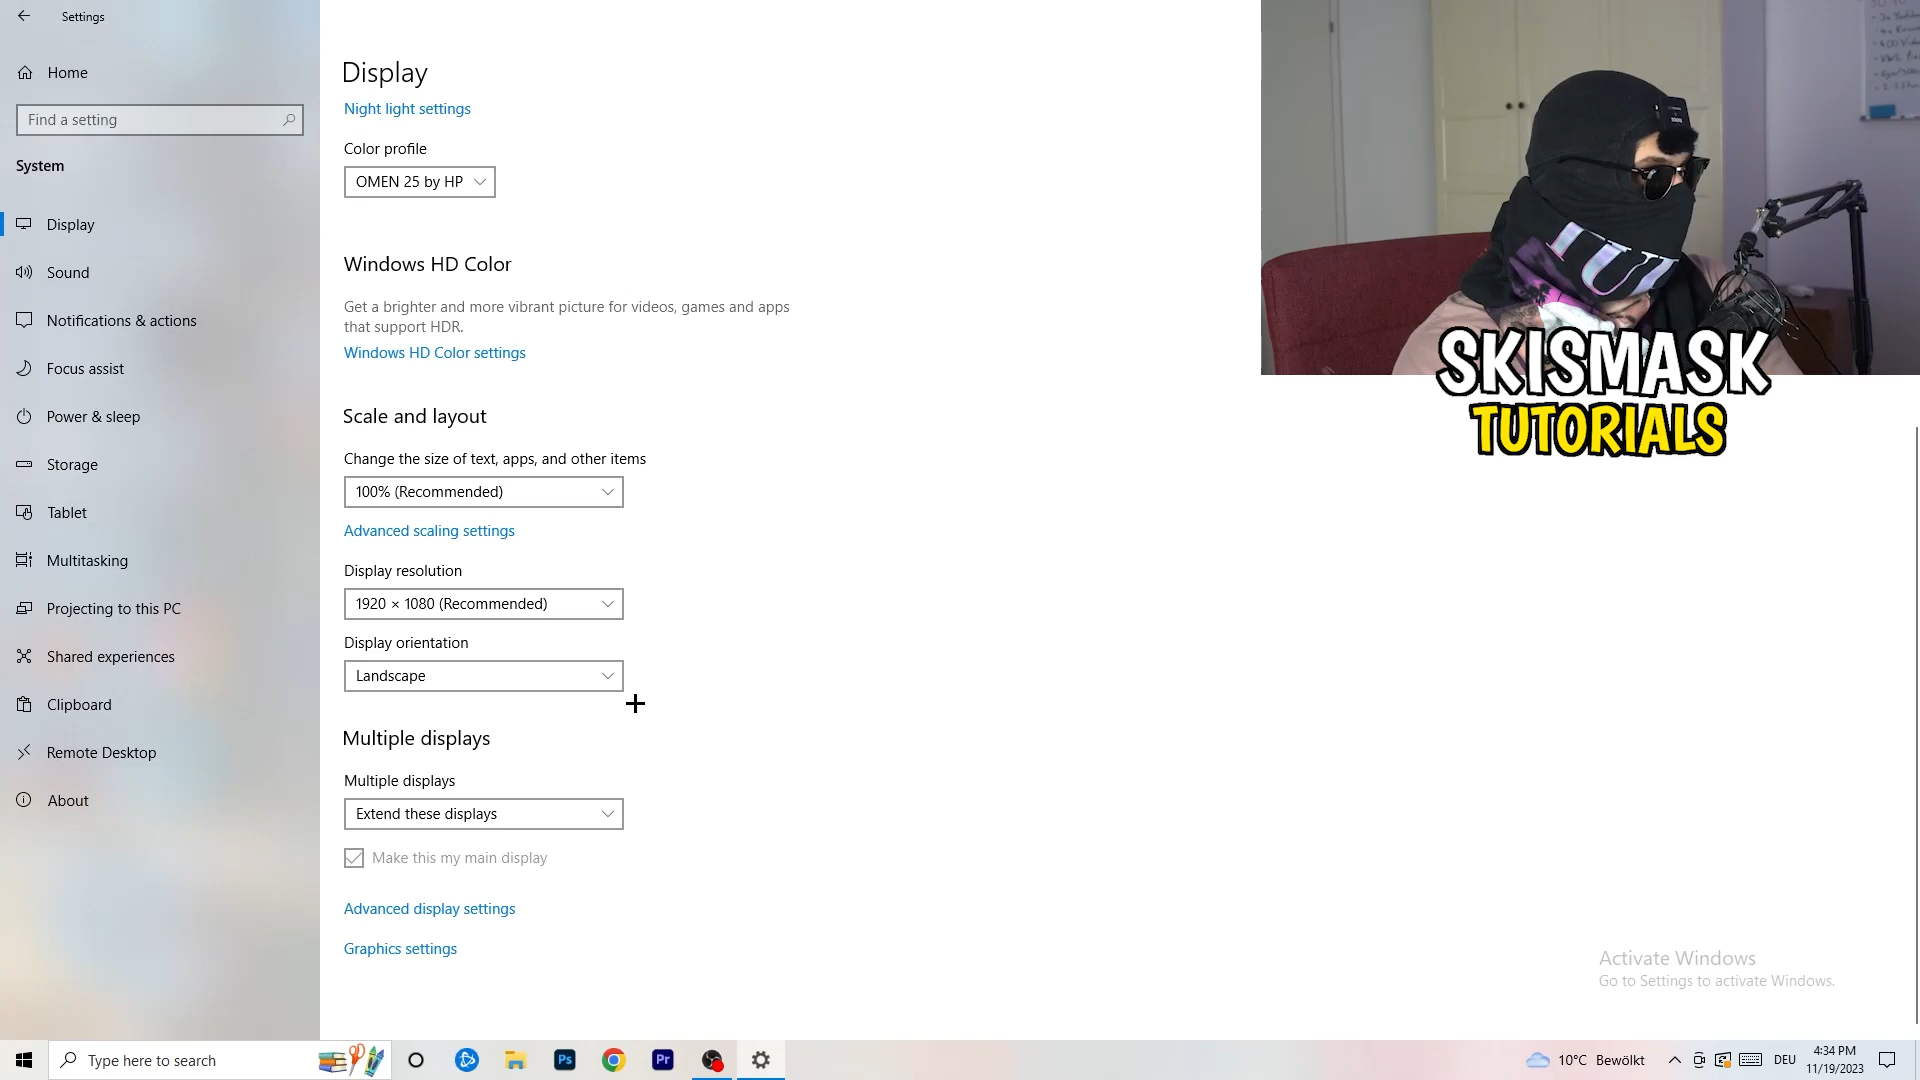 Settings
Home
Find a setting
System
Display
Sound
Notifications & actions
Focus assist
Power & sleep
Storage
Tablet
Multitasking
Projecting to this PC
Shared experiences
Clipboard
Remote Desktop
About
Display
Night light settings
Color profile
OMEN 25 by HP
Windows HD Color
Get a brighter and more vibrant picture for videos, games and apps
that support HDR.
Windows HD Color settings
Scale and layout
Change the size of text, apps, and other items
100% (Recommended)
Advanced scaling settings
Display resolution
1920 × 1080 (Recommended)
Display orientation
Landscape
Multiple displays
Multiple displays
Extend these displays
Make this my main display
Advanced display settings
Graphics settings
SKISMASK
TUTORIALS
Activate Windows
Go to Settings to activate Windows.
Type here to search
Ps
Pr
10°C Bewölkt
DEU
4:34 PM
11/19/2023